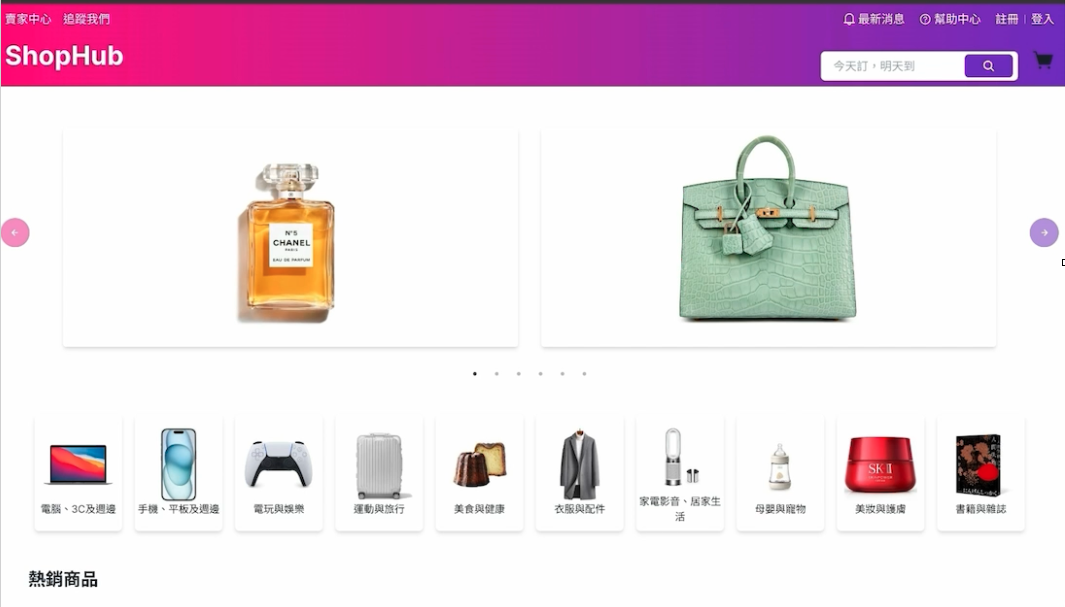 賣家中心 追蹤我們
最新消息 幫助中心 註冊 登入
ShopHub
今天訂，明天到
N°5
CHANEL
PARIS
EAU DE PARFUM
電腦、3C及週邊
手機、平板及週邊
電玩與娛樂
運動與旅行
美食與健康
衣服與配件
家電影音、居家生
活
母嬰與寵物
SK-II
美妝與護膚
書籍與雜誌
熱銷商品